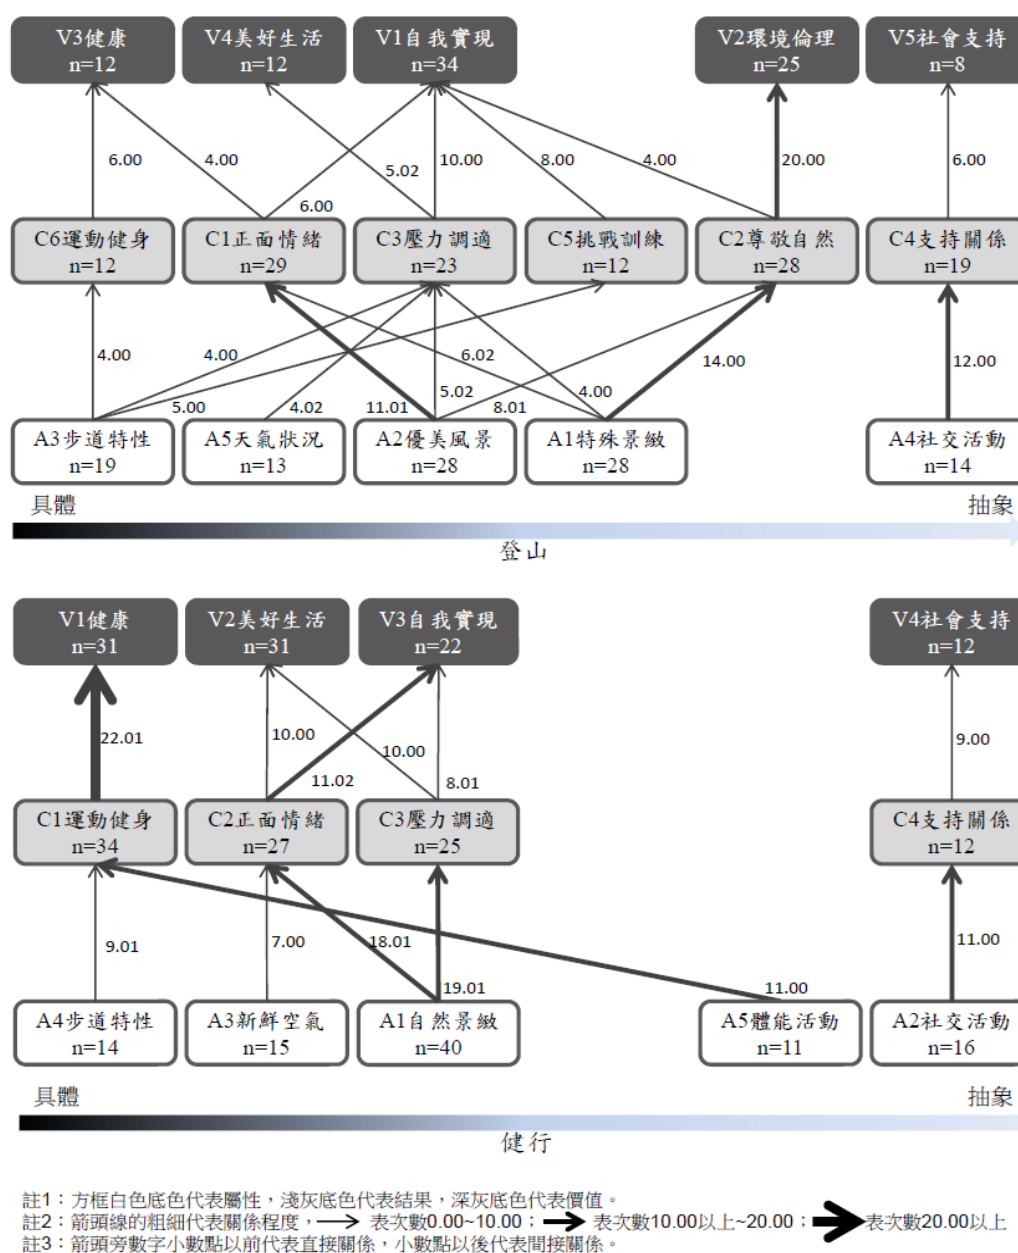 V3健康
n=12
V4美好生活
n=12
V1自我實現
n=34
V2環境倫理
n=25
V5社會支持
n=8
6.00
4.00
6.00
5.02
10.00
8.00
4.00
20.00
6.00
C6運動健身
n=12
C1正面情緒
n=29
C3壓力調適
n=23
C5挑戰訓練
n=12
C2尊敬自然
n=28
C4支持關係
n=19
4.00
4.00
5.00
4.02
11.01
5.02
8.01
6.02
4.00
14.00
12.00
A3步道特性
n=19
A5天氣狀況
n=13
A2優美風景
n=28
A1特殊景緻
n=28
A4社交活動
n=14
具體
抽象
登山
V1健康
n=31
V2美好生活
n=31
V3自我實現
n=22
V4社會支持
n=12
22.01
10.00
11.02
10.00
8.01
9.00
C1運動健身
n=34
C2正面情緒
n=27
C3壓力調適
n=25
C4支持關係
n=12
9.01
7.00
18.01
19.01
11.00
11.00
A4步道特性
n=14
A3新鮮空氣
n=15
A1自然景緻
n=40
A5體能活動
n=11
A2社交活動
n=16
具體
抽象
健行
註1：方框白色底色代表屬性，淺灰底色代表結果，深灰底色代表價值。
註2：箭頭線的粗細代表關係程度， 表次數0.00~10.00； 表次數10.00以上~20.00； 表次數20.00以上
註3：箭頭旁數字小數點以前代表直接關係，小數點以後代表間接關係。